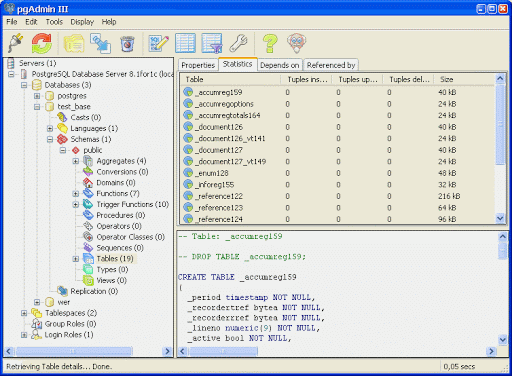 pgAdmin III
File Edit Tools Display Help
Servers (1)
PostgreSQL Database Server 8.1for1c (loca
Databases (3)
postgres
test_base
Casts (0)
Languages (1)
Schemas (1)
public
Aggregates (4)
Conversions (0)
Domains (0)
Functions (7)
Trigger Functions (10)
Procedures (0)
Operators (0)
Operator Classes (0)
Sequences (0)
Tables (19)
Types (0)
Views (0)
Replication (0)
wer
Tablespaces (2)
Group Roles (0)
Login Roles (1)
Properties Statistics Depends on Referenced by
Table Tuples ins... Tuples up... Tuples del... Size
_accumreg159 0 0 0 40 kB
_accumregoptions 0 0 0 24 kB
_accumregtotals164 0 0 0 24 kB
_document126 0 0 0 40 kB
_document126_vt141 0 0 0 24 kB
_document127 0 0 0 40 kB
_document127_vt149 0 0 0 24 kB
_enum128 0 0 0 48 kB
_inforeg155 0 0 0 32 kB
_reference122 0 0 0 216 kB
_reference123 0 0 0 64 kB
_reference124 0 0 0 96 kB
-- Table: _accumreg159
-- DROP TABLE _accumreg159;
CREATE TABLE _accumreg159
(
_period timestamp NOT NULL,
_recordertref bytea NOT NULL,
_recorderrref bytea NOT NULL,
_lineno numeric(9) NOT NULL,
_active bool NOT NULL,
Retrieving Table details... Done. 0,05 secs